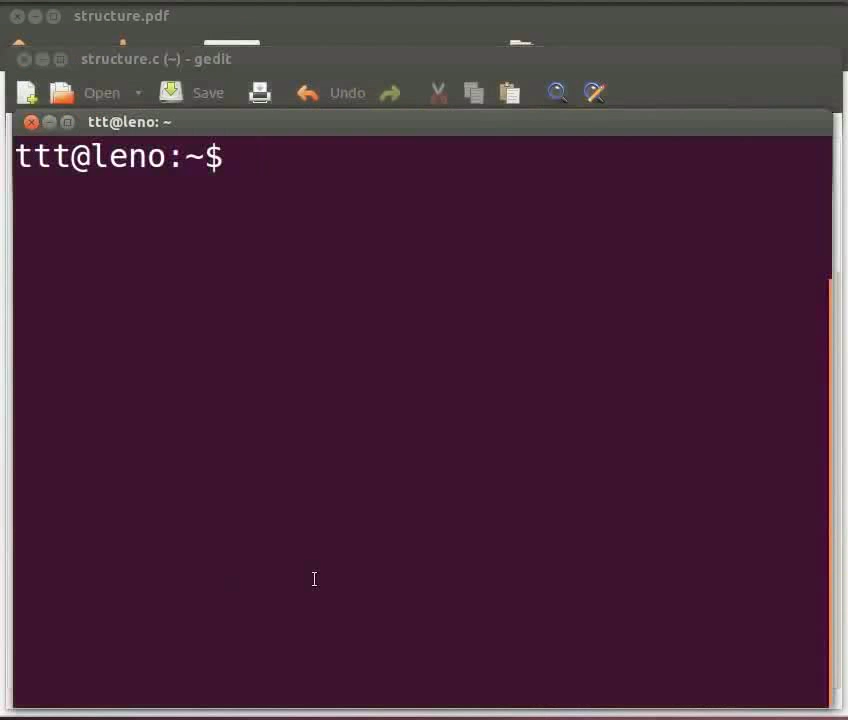 structure.pdf
structure.c (~) - gedit
Open Save Undo
ttt@leno: ~
ttt@leno:~$